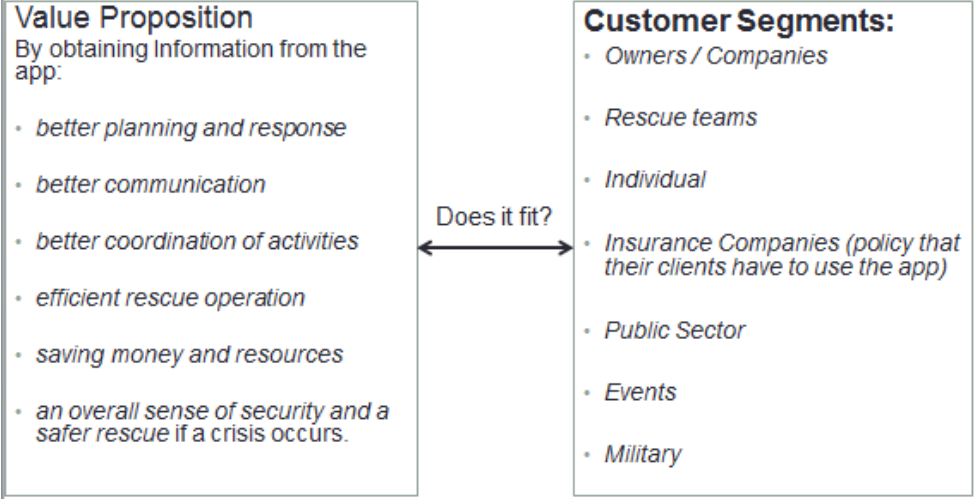 Value Proposition
By obtaining Information from the
app:
• better planning and response
• better communication
• better coordination of activities
• efficient rescue operation
• saving money and resources
• an overall sense of security and a
safer rescue if a crisis occurs.
Does it fit?
Customer Segments:
• Owners / Companies
• Rescue teams
• Individual
• Insurance Companies (policy that
their clients have to use the app)
• Public Sector
• Events
• Military